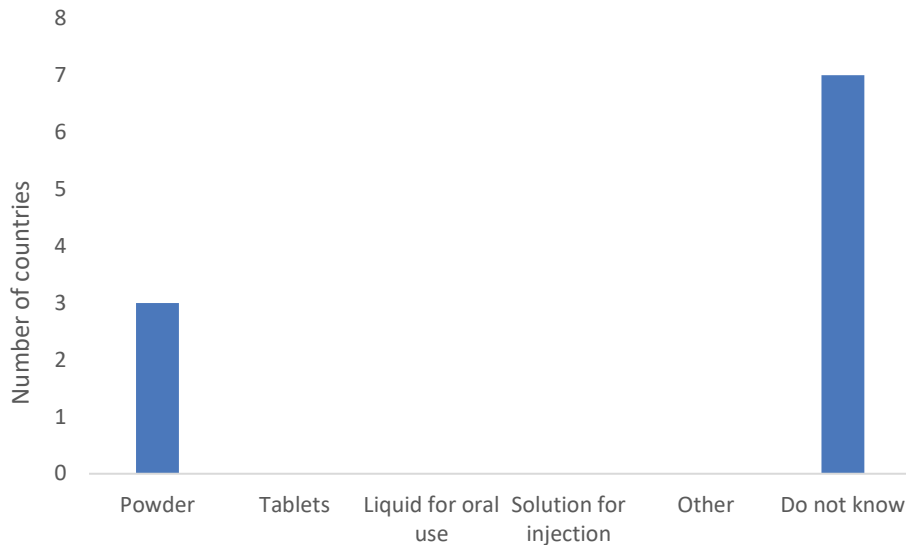 8
7
6
5
4
3
2
1
0
Number of countries
Powder
Tablets
Liquid for oral
use
Solution for
injection
Other
Do not know